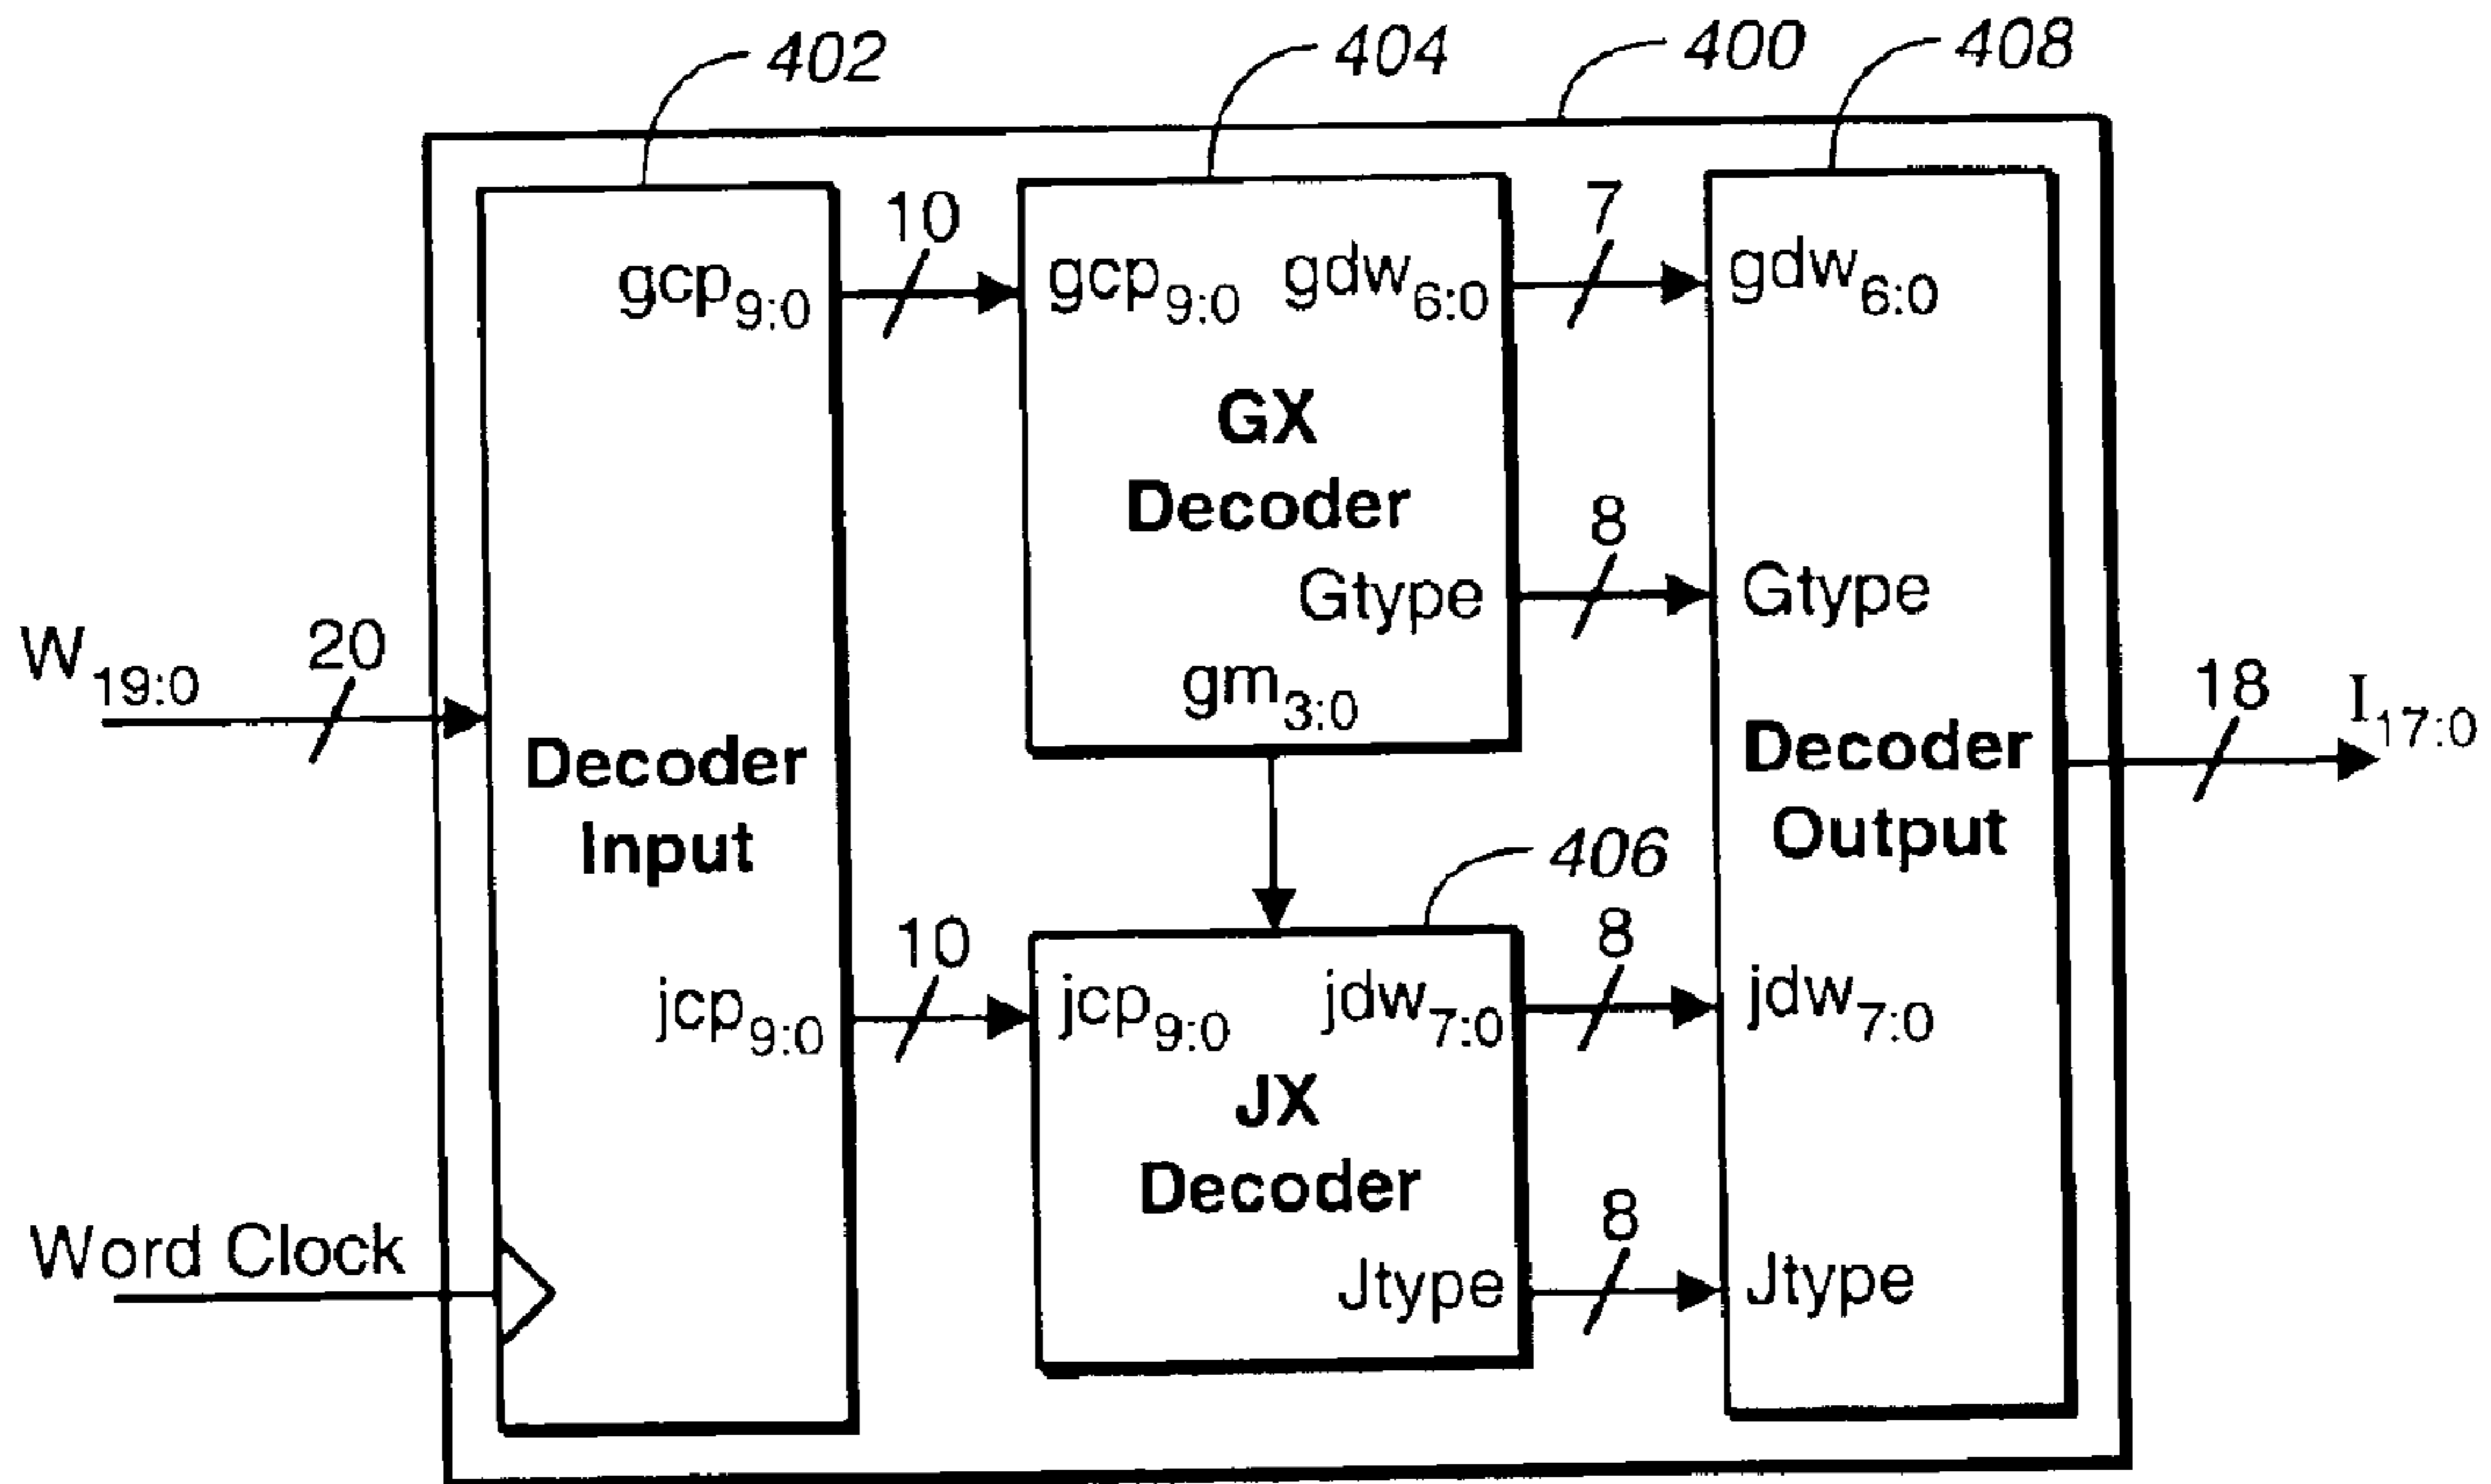 402
404
400
408
10
7
gcp9:0
gcp9:0 gdw6:0
gdw6:0
GX
Decoder
8
Gtype
Gtype
gm3:0
W19:0
20
Decoder
Input
Decoder
Output
18
I17:0
406
10
8
jcp9:0
jcp9:0 jdw7:0
jdw7:0
JX
Decoder
8
Jtype
Jtype
Word Clock